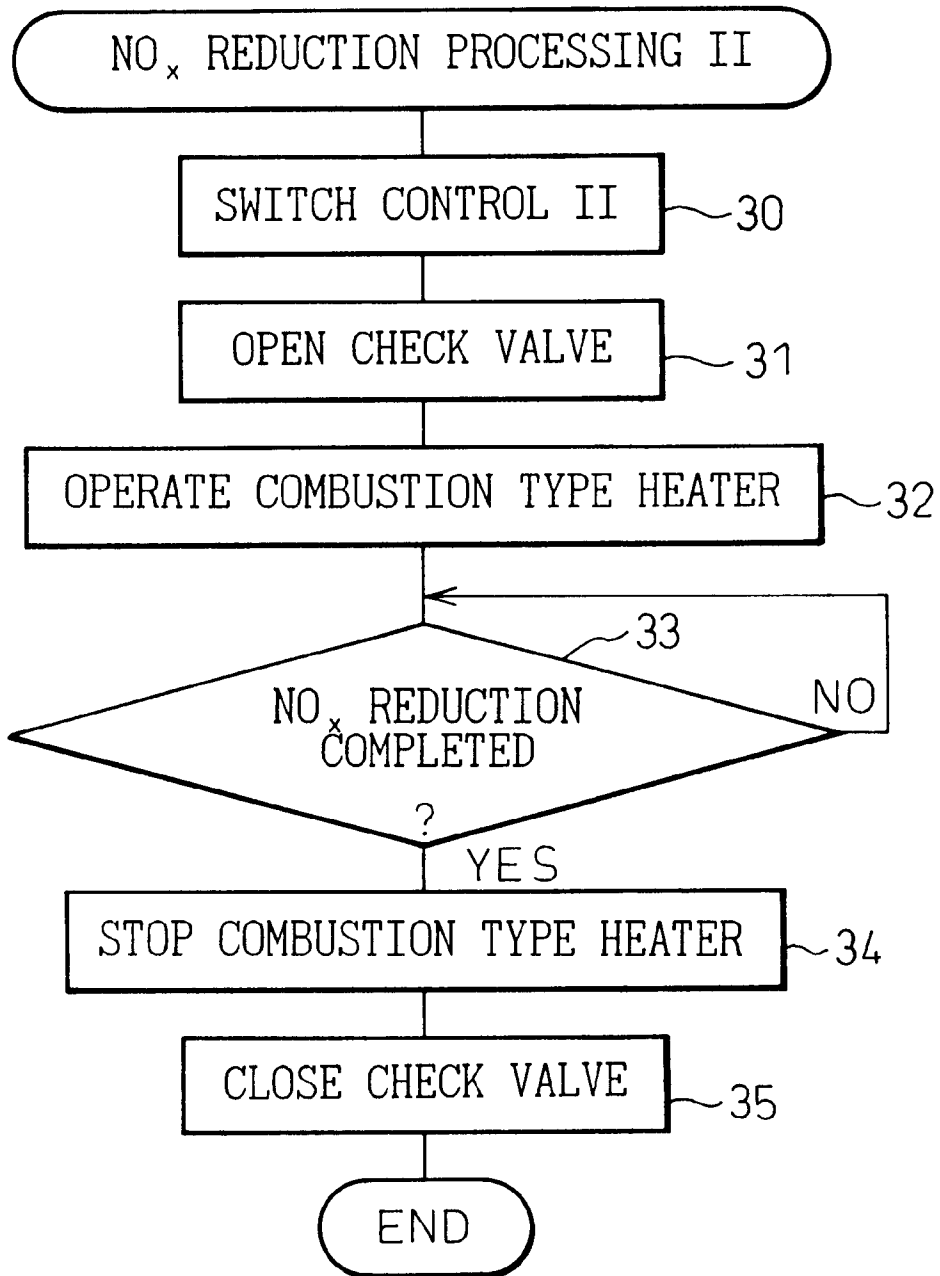 NOx REDUCTION PROCESSING II
SWITCH CONTROL II
30
OPEN CHECK VALVE
31
OPERATE COMBUSTION TYPE HEATER
32
33
NO
NOx REDUCTION
COMPLETED
?
YES
STOP COMBUSTION TYPE HEATER
34
CLOSE CHECK VALVE
35
END